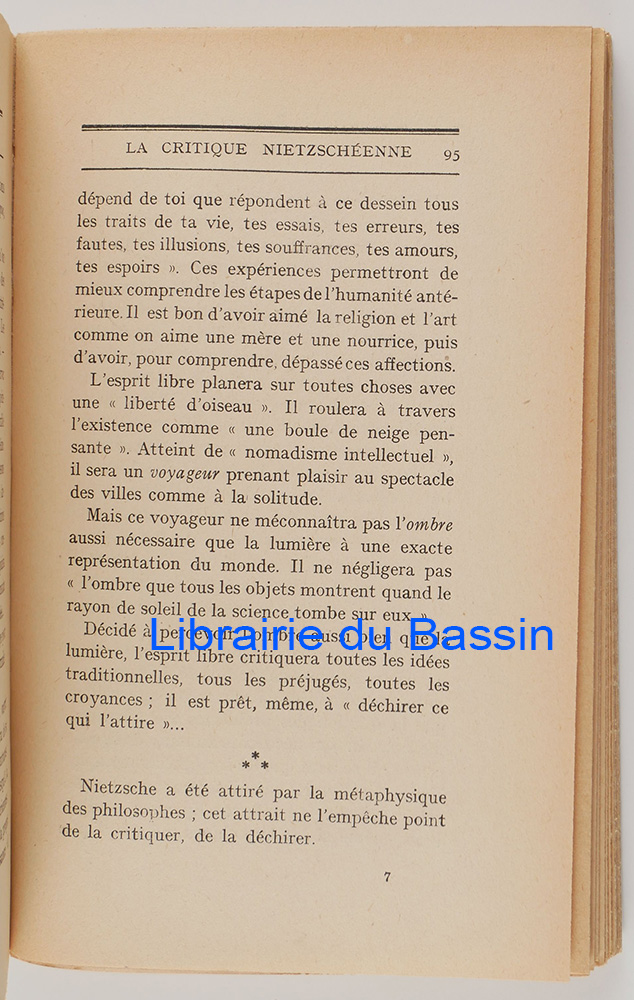 LA CRITIQUE NIETZSCHÉENNE 95
dépend de toi que répondent à ce dessein tous
les traits de ta vie, tes essais, tes erreurs, tes
fautes, tes illusions, tes souffrances, tes amours,
tes espoirs ». Ces expériences permettront de
mieux comprendre les étapes de l'humanité anté-
rieure. Il est bon d'avoir aimé la religion et l'art
comme on aime une mère et une nourrice, puis
d'avoir, pour comprendre, dépassé ces affections.
L'esprit libre planera sur toutes choses avec
une « liberté d'oiseau ». Il roulera à travers
l'existence comme « une boule de neige pen-
sante ». Atteint de « nomadisme intellectuel »,
il sera un voyageur prenant plaisir au spectacle
des villes comme à la solitude.
Mais ce voyageur ne méconnaîtra pas l'ombre
aussi nécessaire que la lumière à une exacte
représentation du monde. Il ne négligera pas
« l'ombre que tous les objets montrent quand le
rayon de soleil de la science tombe sur eux ».
Décidé à percevoir l'ombre aussi bien que la
Librairie du Bassin
lumière, l'esprit libre critiquera toutes les idées
traditionnelles, tous les préjugés, toutes les
croyances ; il est prêt, même, à « déchirer ce
qui l'attire »...
***
Nietzsche a été attiré par la métaphysique
des philosophes ; cet attrait ne l'empêche point
de la critiquer, de la déchirer.
7